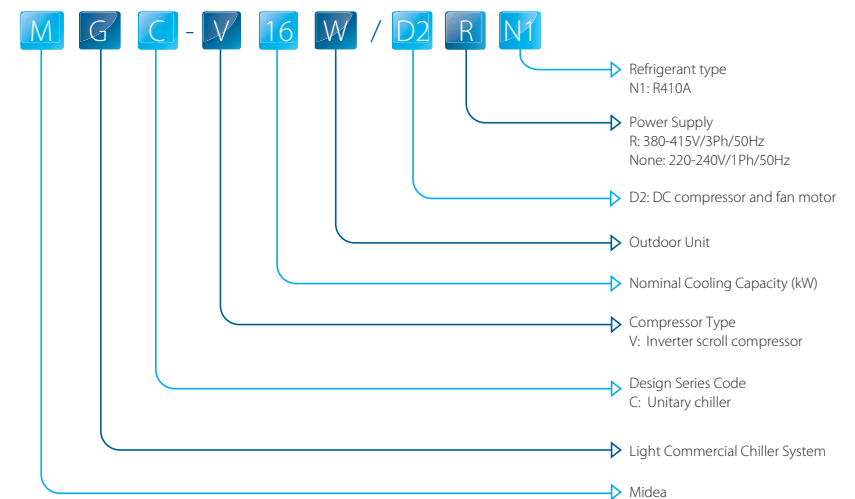 M G C - V 16 W / D2 R N1
Refrigerant type
N1: R410A
Power Supply
R: 380-415V/3Ph/50Hz
None: 220-240V/1Ph/50Hz
D2: DC compressor and fan motor
Outdoor Unit
Nominal Cooling Capacity (kW)
Compressor Type
V: Inverter scroll compressor
Design Series Code
C: Unitary chiller
Light Commercial Chiller System
Midea